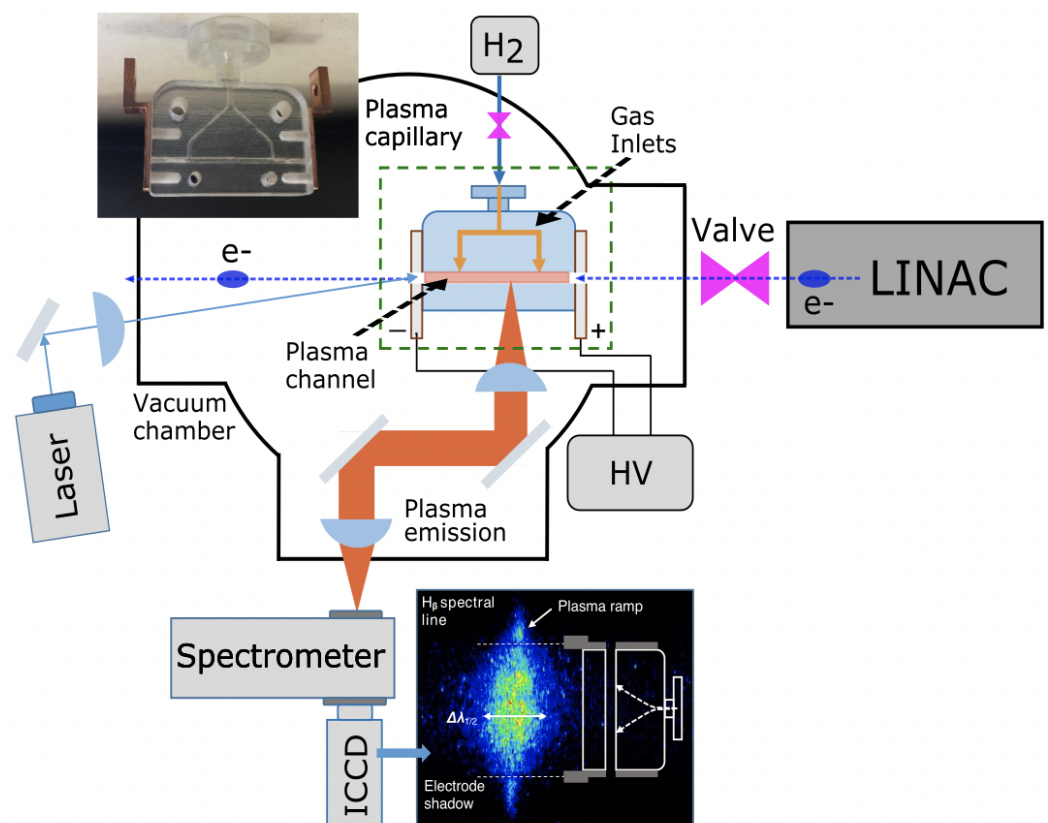 H2
Plasma
capillary
Gas
Inlets
Valve
LINAC
e-
e-
Plasma
channel
− +
Vacuum
chamber
Laser
HV
Plasma
emission
Spectrometer
ICCD
Hβ spectral
line
Plasma ramp
Δλ1/2
Electrode
shadow